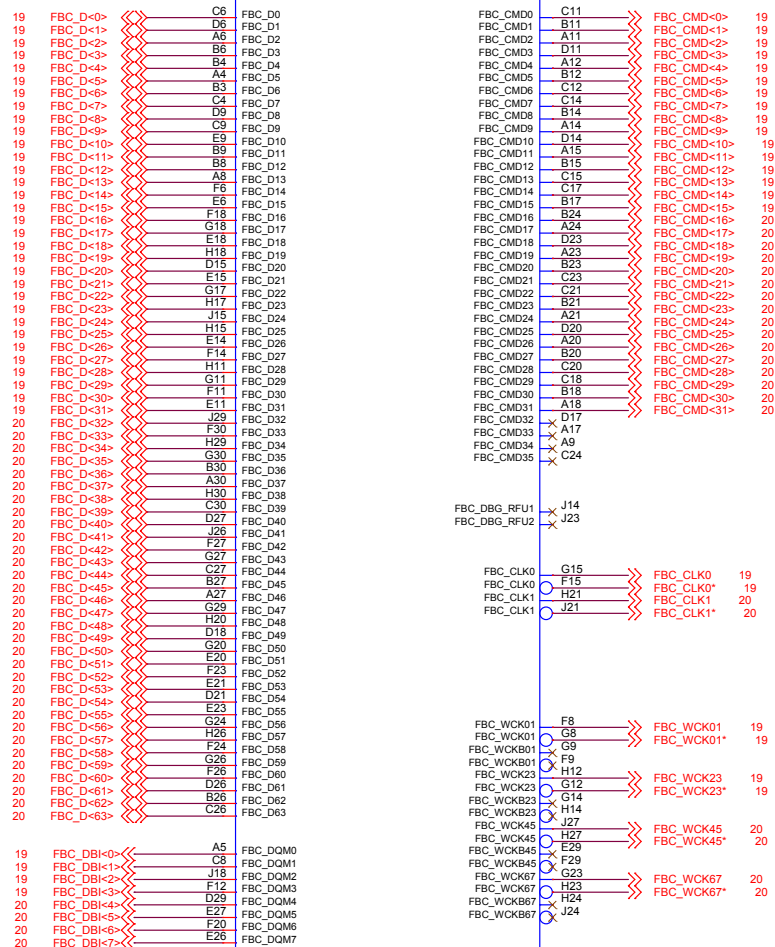 19 FBC_D<0> C6 FBC_D0
19 FBC_D<1> D6 FBC_D1
19 FBC_D<2> A6 FBC_D2
19 FBC_D<3> B6 FBC_D3
19 FBC_D<4> B4 FBC_D4
19 FBC_D<5> A4 FBC_D5
19 FBC_D<6> B3 FBC_D6
19 FBC_D<7> C4 FBC_D7
19 FBC_D<8> D9 FBC_D8
19 FBC_D<9> C9 FBC_D9
19 FBC_D<10> E9 FBC_D10
19 FBC_D<11> B9 FBC_D11
19 FBC_D<12> B8 FBC_D12
19 FBC_D<13> A8 FBC_D13
19 FBC_D<14> F6 FBC_D14
19 FBC_D<15> E6 FBC_D15
19 FBC_D<16> F18 FBC_D16
19 FBC_D<17> G18 FBC_D17
19 FBC_D<18> E18 FBC_D18
19 FBC_D<19> H18 FBC_D19
19 FBC_D<20> D15 FBC_D20
19 FBC_D<21> E15 FBC_D21
19 FBC_D<22> G17 FBC_D22
19 FBC_D<23> H17 FBC_D23
19 FBC_D<24> J15 FBC_D24
19 FBC_D<25> H15 FBC_D25
19 FBC_D<26> E14 FBC_D26
19 FBC_D<27> F14 FBC_D27
19 FBC_D<28> H11 FBC_D28
19 FBC_D<29> G11 FBC_D29
19 FBC_D<30> F11 FBC_D30
19 FBC_D<31> E11 FBC_D31
20 FBC_D<32> J29 FBC_D32
20 FBC_D<33> F30 FBC_D33
20 FBC_D<34> H29 FBC_D34
20 FBC_D<35> G30 FBC_D35
20 FBC_D<36> B30 FBC_D36
20 FBC_D<37> A30 FBC_D37
20 FBC_D<38> H30 FBC_D38
20 FBC_D<39> C30 FBC_D39
20 FBC_D<40> D27 FBC_D40
20 FBC_D<41> J26 FBC_D41
20 FBC_D<42> F27 FBC_D42
20 FBC_D<43> G27 FBC_D43
20 FBC_D<44> C27 FBC_D44
20 FBC_D<45> B27 FBC_D45
20 FBC_D<46> A27 FBC_D46
20 FBC_D<47> G29 FBC_D47
20 FBC_D<48> H20 FBC_D48
20 FBC_D<49> D18 FBC_D49
20 FBC_D<50> G20 FBC_D50
20 FBC_D<51> E20 FBC_D51
20 FBC_D<52> F23 FBC_D52
20 FBC_D<53> E21 FBC_D53
20 FBC_D<54> D21 FBC_D54
20 FBC_D<55> E23 FBC_D55
20 FBC_D<56> G24 FBC_D56
20 FBC_D<57> H26 FBC_D57
20 FBC_D<58> F24 FBC_D58
20 FBC_D<59> G26 FBC_D59
20 FBC_D<60> F26 FBC_D60
20 FBC_D<61> D26 FBC_D61
20 FBC_D<62> B26 FBC_D62
20 FBC_D<63> C26 FBC_D63
19 FBC_DBI<0> A5 FBC_DQM0
19 FBC_DBI<1> C8 FBC_DQM1
19 FBC_DBI<2> J18 FBC_DQM2
19 FBC_DBI<3> F12 FBC_DQM3
20 FBC_DBI<4> D29 FBC_DQM4
20 FBC_DBI<5> E27 FBC_DQM5
20 FBC_DBI<6> F20 FBC_DQM6
20 FBC_DBI<7> E26 FBC_DQM7
FBC_CMD0 C11 FBC_CMD<0> 19
FBC_CMD1 B11 FBC_CMD<1> 19
FBC_CMD2 A11 FBC_CMD<2> 19
FBC_CMD3 D11 FBC_CMD<3> 19
FBC_CMD4 A12 FBC_CMD<4> 19
FBC_CMD5 B12 FBC_CMD<5> 19
FBC_CMD6 C12 FBC_CMD<6> 19
FBC_CMD7 C14 FBC_CMD<7> 19
FBC_CMD8 B14 FBC_CMD<8> 19
FBC_CMD9 A14 FBC_CMD<9> 19
FBC_CMD10 D14 FBC_CMD<10> 19
FBC_CMD11 A15 FBC_CMD<11> 19
FBC_CMD12 B15 FBC_CMD<12> 19
FBC_CMD13 C15 FBC_CMD<13> 19
FBC_CMD14 C17 FBC_CMD<14> 19
FBC_CMD15 B17 FBC_CMD<15> 19
FBC_CMD16 B24 FBC_CMD<16> 20
FBC_CMD17 A24 FBC_CMD<17> 20
FBC_CMD18 D23 FBC_CMD<18> 20
FBC_CMD19 A23 FBC_CMD<19> 20
FBC_CMD20 B23 FBC_CMD<20> 20
FBC_CMD21 C23 FBC_CMD<21> 20
FBC_CMD22 C21 FBC_CMD<22> 20
FBC_CMD23 B21 FBC_CMD<23> 20
FBC_CMD24 A21 FBC_CMD<24> 20
FBC_CMD25 D20 FBC_CMD<25> 20
FBC_CMD26 A20 FBC_CMD<26> 20
FBC_CMD27 B20 FBC_CMD<27> 20
FBC_CMD28 C20 FBC_CMD<28> 20
FBC_CMD29 C18 FBC_CMD<29> 20
FBC_CMD30 B18 FBC_CMD<30> 20
FBC_CMD31 A18 FBC_CMD<31> 20
FBC_CMD32 D17
FBC_CMD33 A17
FBC_CMD34 A9
FBC_CMD35 C24
FBC_DBG_RFU1 J14
FBC_DBG_RFU2 J23
FBC_CLK0 G15 FBC_CLK0 19
FBC_CLK0 F15 FBC_CLK0* 19
FBC_CLK1 H21 FBC_CLK1 20
FBC_CLK1 J21 FBC_CLK1* 20
FBC_WCK01 F8 FBC_WCK01 19
FBC_WCK01 G8 FBC_WCK01* 19
FBC_WCKB01 G9
FBC_WCKB01 F9
FBC_WCK23 H12 FBC_WCK23 19
FBC_WCK23 G12 FBC_WCK23* 19
FBC_WCKB23 G14
FBC_WCKB23 H14
FBC_WCK45 J27 FBC_WCK45 20
FBC_WCK45 H27 FBC_WCK45* 20
FBC_WCKB45 E29
FBC_WCKB45 F29
FBC_WCK67 G23 FBC_WCK67 20
FBC_WCK67 H23 FBC_WCK67* 20
FBC_WCKB67 H24
FBC_WCKB67 J24